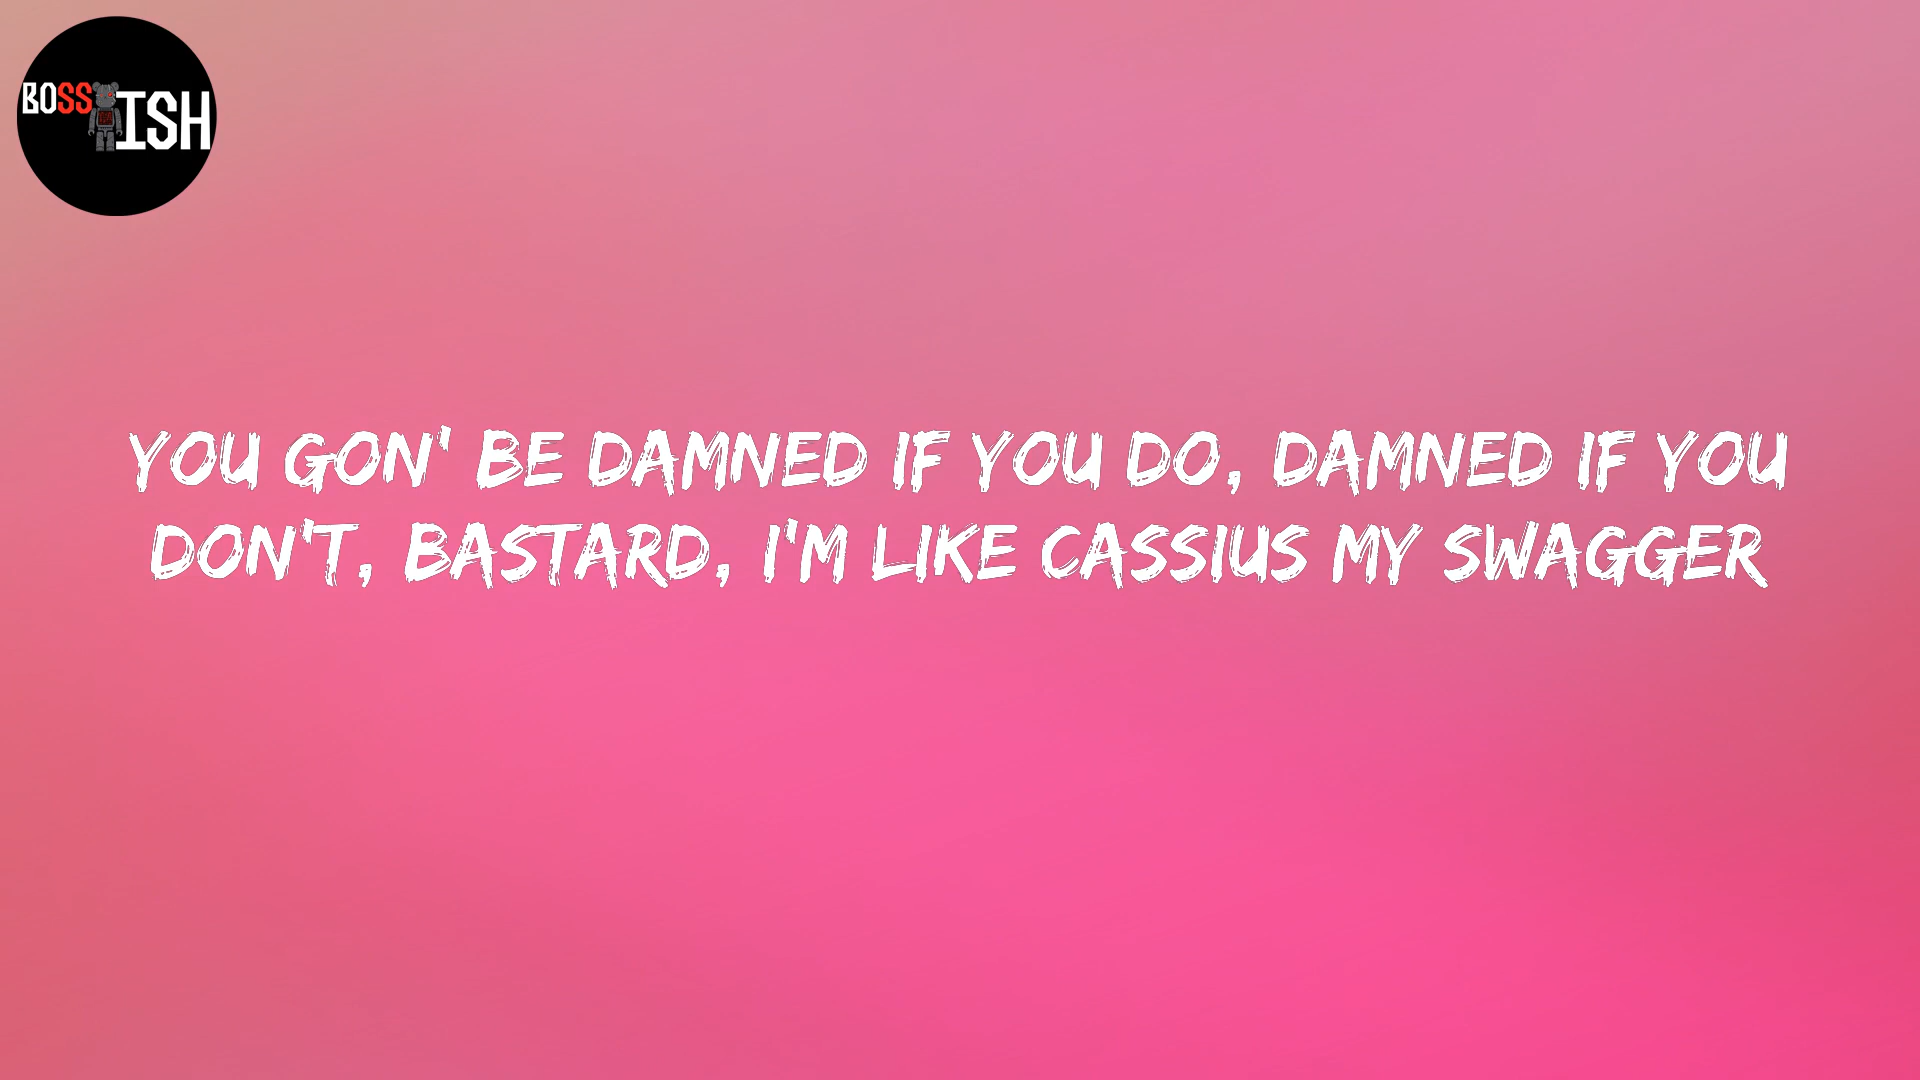 BOSS ISH
YOU GON' BE DAMNED IF YOU DO, DAMNED IF YOU
DON'T, BASTARD, I'M LIKE CASSIUS MY SWAGGER